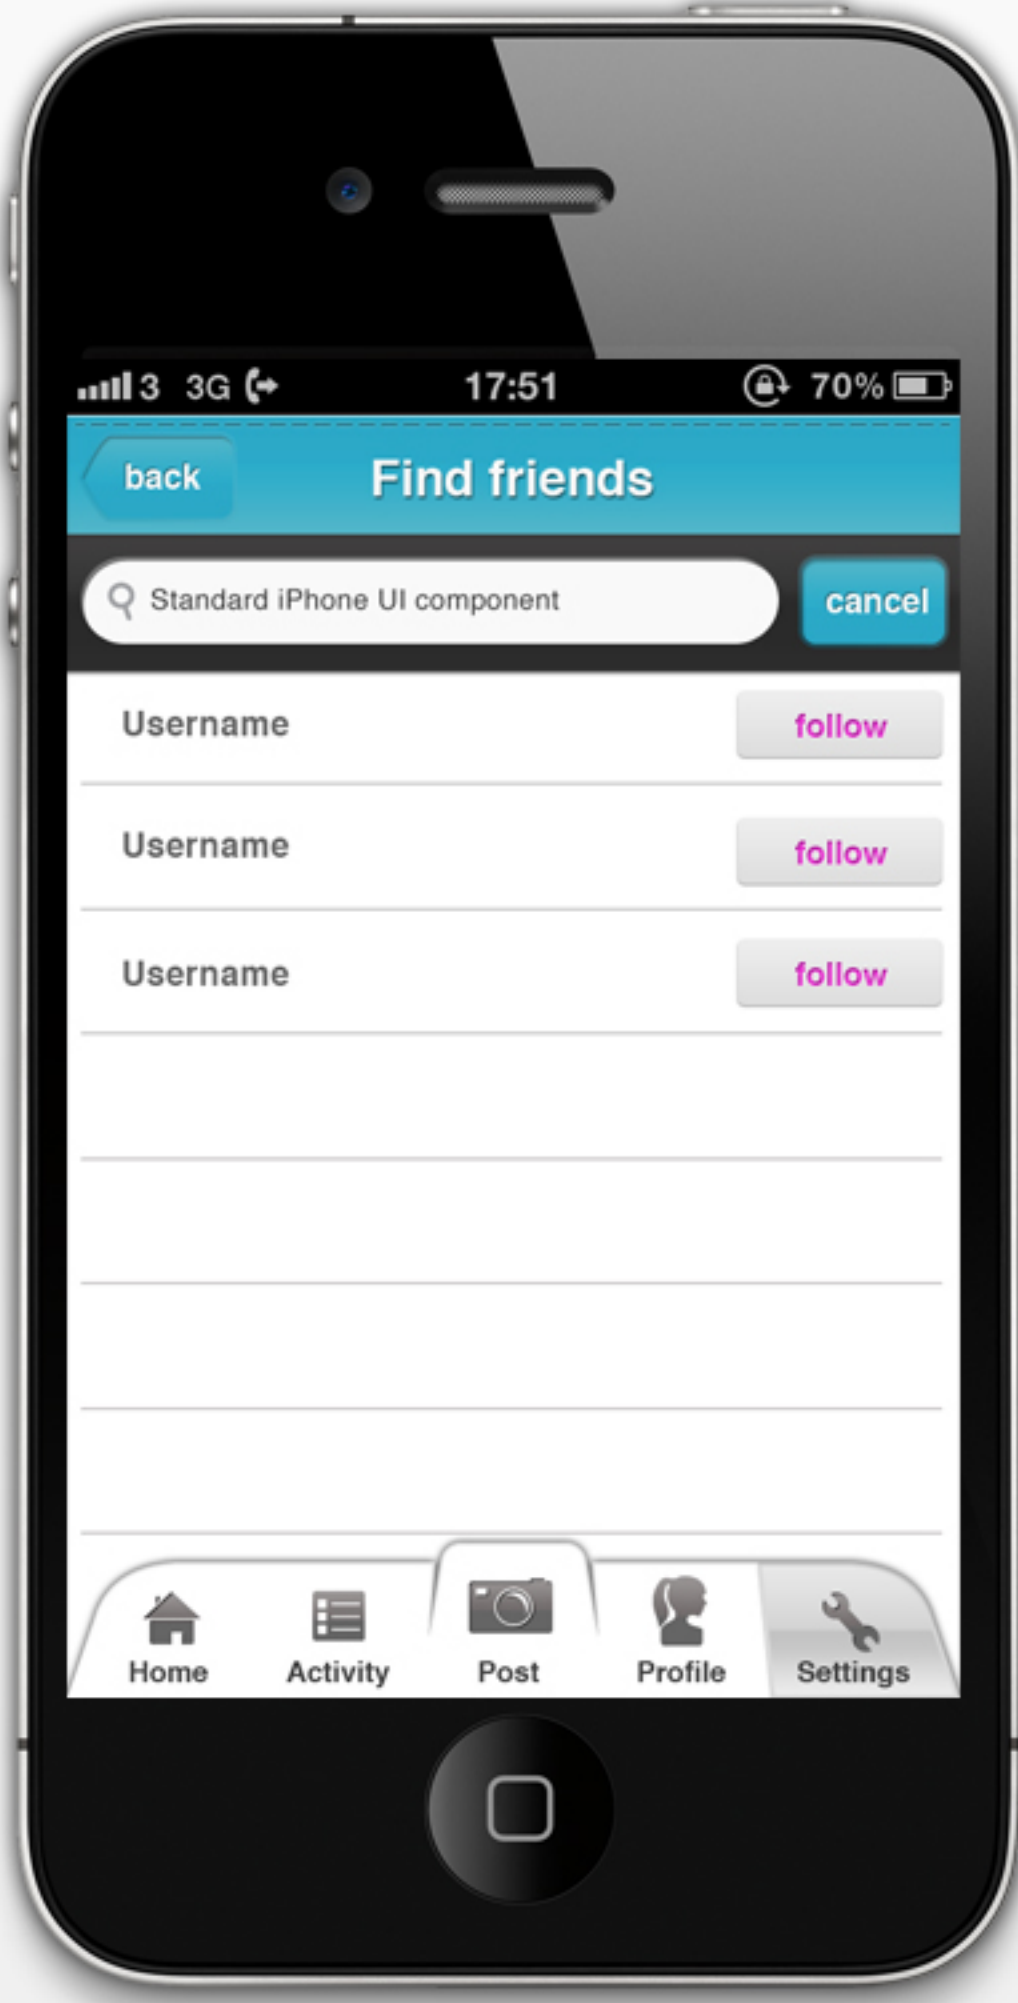 3 3G 17:51 70%
back Find friends
Standard iPhone UI component cancel
Username follow
Username follow
Username follow
Home Activity Post Profile Settings